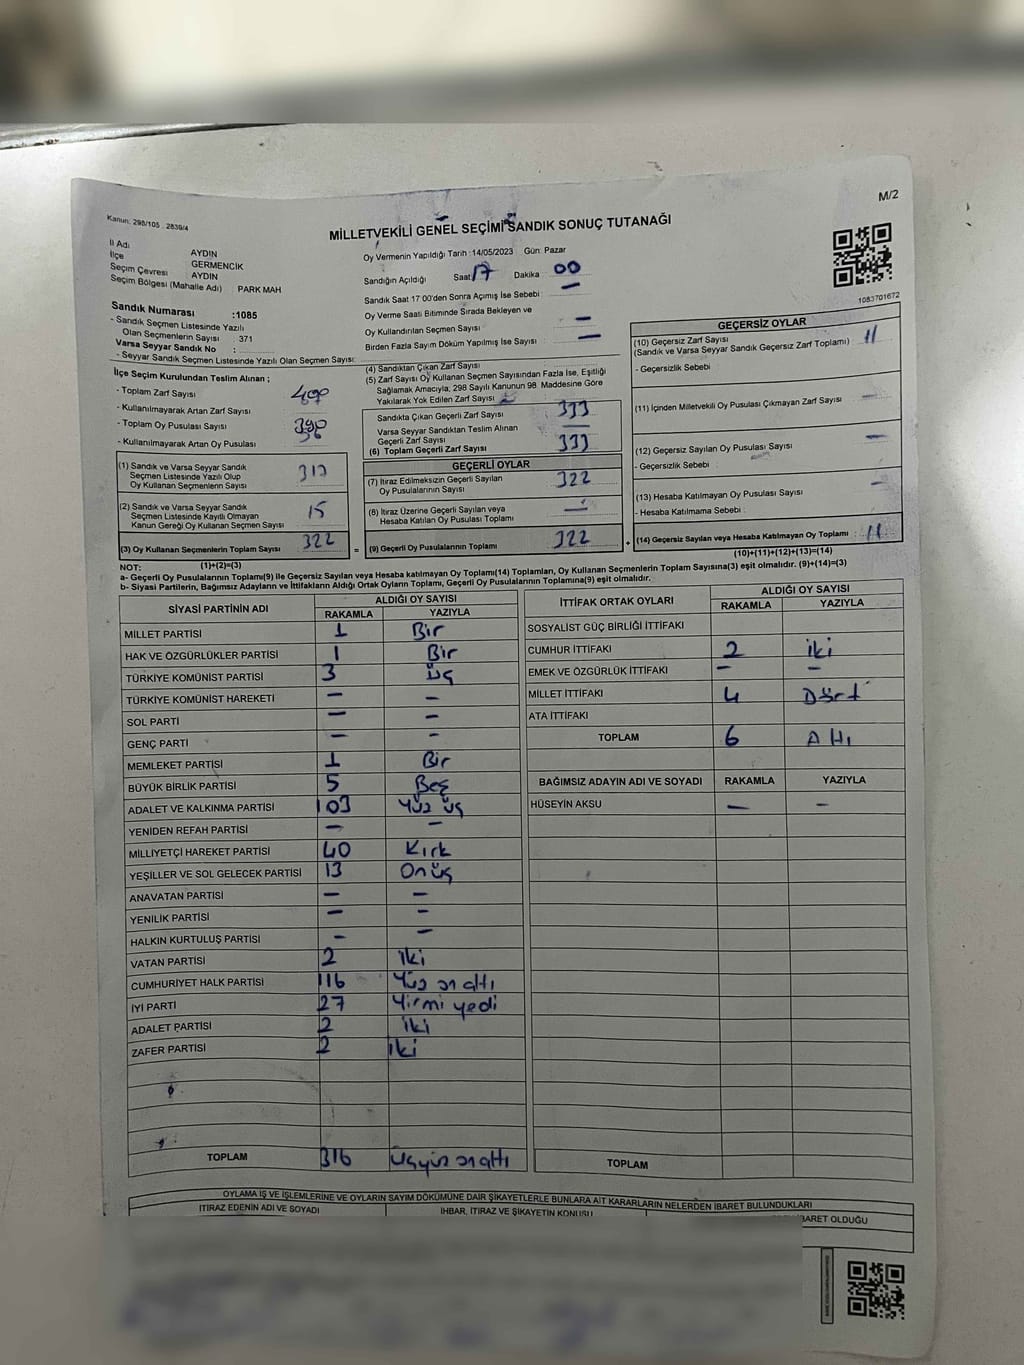 Kanun: 298/105 2839/4
M/2
MİLLETVEKİLİ GENEL SEÇİMİ SANDIK SONUÇ TUTANAĞI
İl Adı AYDIN
İlçe GERMENCİK
Seçim Çevresi AYDIN
Seçim Bölgesi (Mahalle Adı) PARK MAH
Sandık Numarası :1085
- Sandık Seçmen Listesinde Yazılı
Olan Seçmenlerin Sayısı 371
Varsa Seyyar Sandık No :
- Seyyar Sandık Seçmen Listesinde Yazılı Olan Seçmen Sayısı:
Oy Vermenin Yapıldığı Tarih :14/05/2023 Gün: Pazar
Sandığın Açıldığı Saat 17 Dakika 00
Sandık Saat 17 00'den Sonra Açımış İse Sebebi : —
Oy Verme Saati Bitiminde Sırada Bekleyen ve
Oy Kullandırılan Seçmen Sayısı —
Birden Fazla Sayım Döküm Yapılmış İse Sayısı —
1083701672
İlçe Seçim Kurulundan Teslim Alınan ;
- Toplam Zarf Sayısı
- Kullanılmayarak Artan Zarf Sayısı
- Toplam Oy Pusulası Sayısı
- Kullanılmayarak Artan Oy Pusulası
(1) Sandık ve Varsa Seyyar Sandık
Seçmen Listesinde Yazılı Olup
Oy Kullanan Seçmenlerin Sayısı
(2) Sandık ve Varsa Seyyar Sandık
Seçmen Listesinde Kayıtlı Olmayan
Kanun Gereği Oy Kullanan Seçmen Sayısı 15
(3) Oy Kullanan Seçmenlerin Toplam Sayısı 322
(4) Sandıktan Çıkan Zarf Sayısı
(5) Zarf Sayısı Oy Kullanan Seçmen Sayısından Fazla İse, Eşitliği
Sağlamak Amacıyla, 298 Sayılı Kanunun 98. Maddesine Göre
Yakılarak Yok Edilen Zarf Sayısı
Sandıkta Çıkan Geçerli Zarf Sayısı 333
Varsa Seyyar Sandıktan Teslim Alınan
Geçerli Zarf Sayısı —
(6) Toplam Geçerli Zarf Sayısı 333
GEÇERLİ OYLAR
(7) İtiraz Edilmeksizin Geçerli Sayılan
Oy Pusulalarının Sayısı 322
(8) İtiraz Üzerine Geçerli Sayılan veya
Hesaba Katılan Oy Pusulası Toplamı —
= (9) Geçerli Oy Pusulalarının Toplamı 322
GEÇERSİZ OYLAR
(10) Geçersiz Zarf Sayısı 11
(Sandık ve Varsa Seyyar Sandık Geçersiz Zarf Toplamı)
- Geçersizlik Sebebi
(11) İçinden Milletvekili Oy Pusulası Çıkmayan Zarf Sayısı —
(12) Geçersiz Sayılan Oy Pusulası Sayısı —
- Geçersizlik Sebebi
(13) Hesaba Katılmayan Oy Pusulası Sayısı —
- Hesaba Katılmama Sebebi :
+ (14) Geçersiz Sayılan veya Hesaba Katılmayan Oy Toplamı : 11
NOT: (1)+(2)=(3) (10)+(11)+(12)+(13)=(14)
a- Geçerli Oy Pusulalarının Toplamı(9) ile Geçersiz Sayılan veya Hesaba katılmayan Oy Toplamı(14) Toplamları, Oy Kullanan Seçmenlerin Toplam Sayısına(3) eşit olmalıdır. (9)+(14)=(3)
b- Siyasi Partilerin, Bağımsız Adayların ve İttifakların Aldığı Ortak Oyların Toplamı, Geçerli Oy Pusulalarının Toplamına(9) eşit olmalıdır.
SİYASİ PARTİNİN ADI ALDIĞI OY SAYISI
RAKAMLA YAZIYLA
MİLLET PARTİSİ 1 Bir
HAK VE ÖZGÜRLÜKLER PARTİSİ 1 Bir
TÜRKİYE KOMÜNİST PARTİSİ 3 Üç
TÜRKİYE KOMÜNİST HAREKETİ — —
SOL PARTİ — —
GENÇ PARTİ — —
MEMLEKET PARTİSİ 1 Bir
BÜYÜK BİRLİK PARTİSİ 5 Beş
ADALET VE KALKINMA PARTİSİ 103 Yüz üç
YENİDEN REFAH PARTİSİ — —
MİLLİYETÇİ HAREKET PARTİSİ 40 Kırk
YEŞİLLER VE SOL GELECEK PARTİSİ 13 Onüç
ANAVATAN PARTİSİ — —
YENİLİK PARTİSİ — —
HALKIN KURTULUŞ PARTİSİ — —
VATAN PARTİSİ 2 iki
CUMHURİYET HALK PARTİSİ 116 Yüz on altı
İYİ PARTİ 27 Yirmi yedi
ADALET PARTİSİ 2 iki
ZAFER PARTİSİ 2 iki
TOPLAM 316 Üçyüz on altı
İTTİFAK ORTAK OYLARI ALDIĞI OY SAYISI
RAKAMLA YAZIYLA
SOSYALİST GÜÇ BİRLİĞİ İTTİFAKI
CUMHUR İTTİFAKI 2 iki
EMEK VE ÖZGÜRLÜK İTTİFAKI — —
MİLLET İTTİFAKI 4 Dört
ATA İTTİFAKI
TOPLAM 6 Altı
BAĞIMSIZ ADAYIN ADI VE SOYADI RAKAMLA YAZIYLA
HÜSEYİN AKSU — —
TOPLAM
OYLAMA İŞ VE İŞLEMLERİNE VE OYLARIN SAYIM DÖKÜMÜNE DAİR ŞİKAYETLERLE BUNLARA AİT KARARLARIN NELERDEN İBARET BULUNDUKLARI
İTİRAZ EDENİN ADI VE SOYADI İHBAR, İTİRAZ VE ŞİKAYETİN KONUSU İBARET OLDUĞU